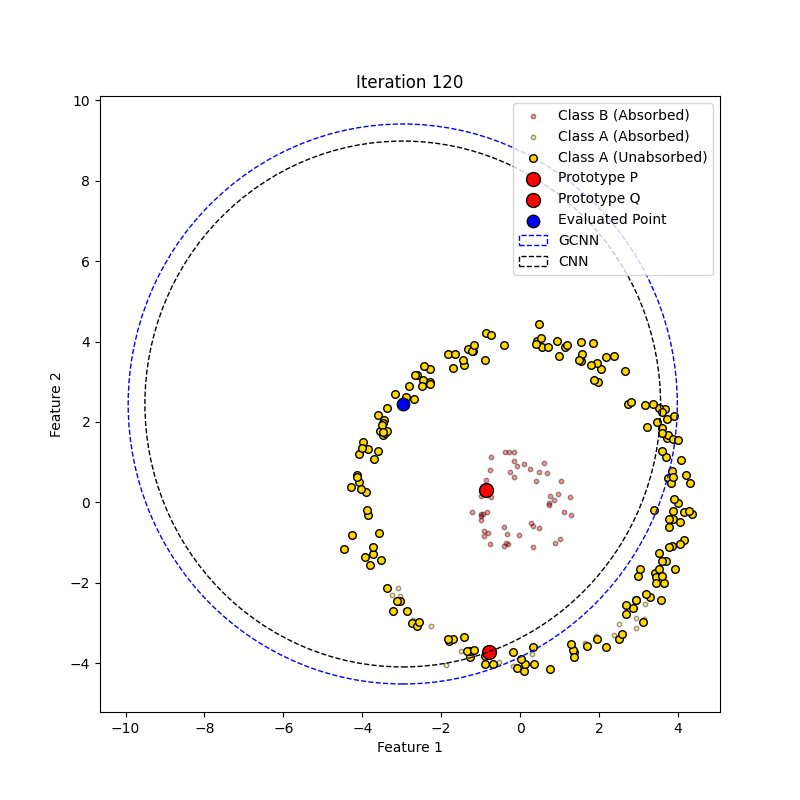 Iteration 120
Class B (Absorbed)
Class A (Absorbed)
Class A (Unabsorbed)
Prototype P
Prototype Q
Evaluated Point
GCNN
CNN
10
8
6
4
2
0
−2
−4
Feature 2
−10 −8 −6 −4 −2 0 2 4
Feature 1